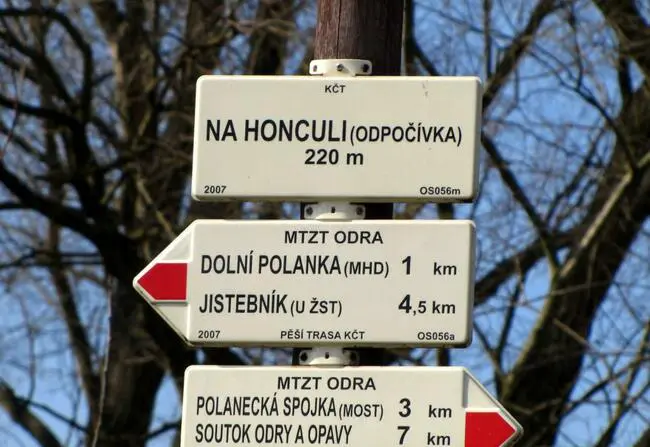 KČT
NA HONCULI (ODPOČÍVKA)
220 m
2007 OS056m
MTZT ODRA
DOLNÍ POLANKA (MHD) 1 km
JISTEBNÍK (U ŽST) 4,5 km
2007 PĚŠÍ TRASA KČT OS056a
MTZT ODRA
POLANECKÁ SPOJKA (MOST) 3 km
SOUTOK ODRY A OPAVY 7 km